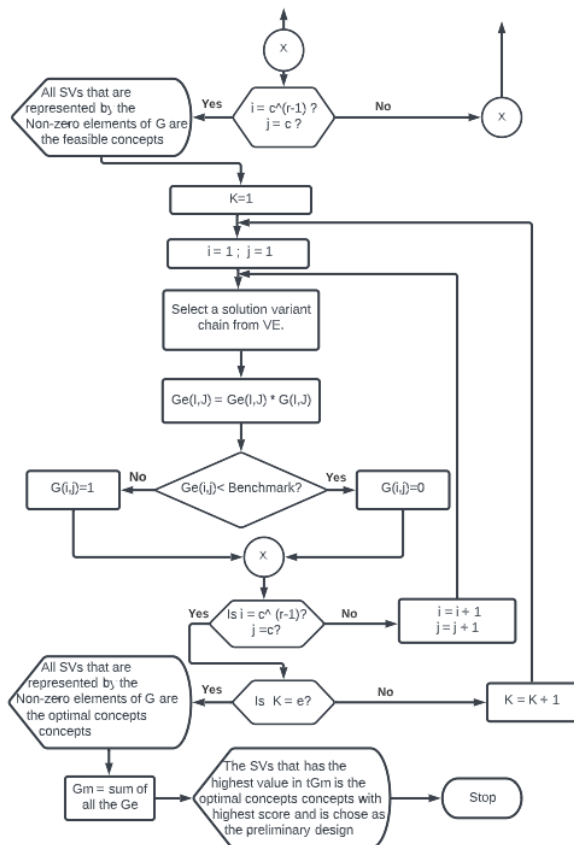 X
All SVs that are
represented by the
Non-zero elements of G are
the feasible concepts
Yes
i = c^(r-1) ?
j = c ?
No
X
K=1
i = 1 ; j = 1
Select a solution variant
chain from VE.
Ge(I,J) = Ge(I,J) * G(I,J)
No
Ge(i,j)< Benchmark?
Yes
G(i,j)=1
G(i,j)=0
X
Yes
Is i = c^ (r-1)?
j =c?
No
i = i + 1
j = j + 1
All SVs that are
represented by the
Non-zero elements of G are
the optimal concepts
concepts
Yes
Is K = e?
No
K = K + 1
Gm = sum of
all the Ge
The SVs that has the
highest value in tGm is the
optimal concepts concepts with
highest score and is chose as
the preliminary design
Stop